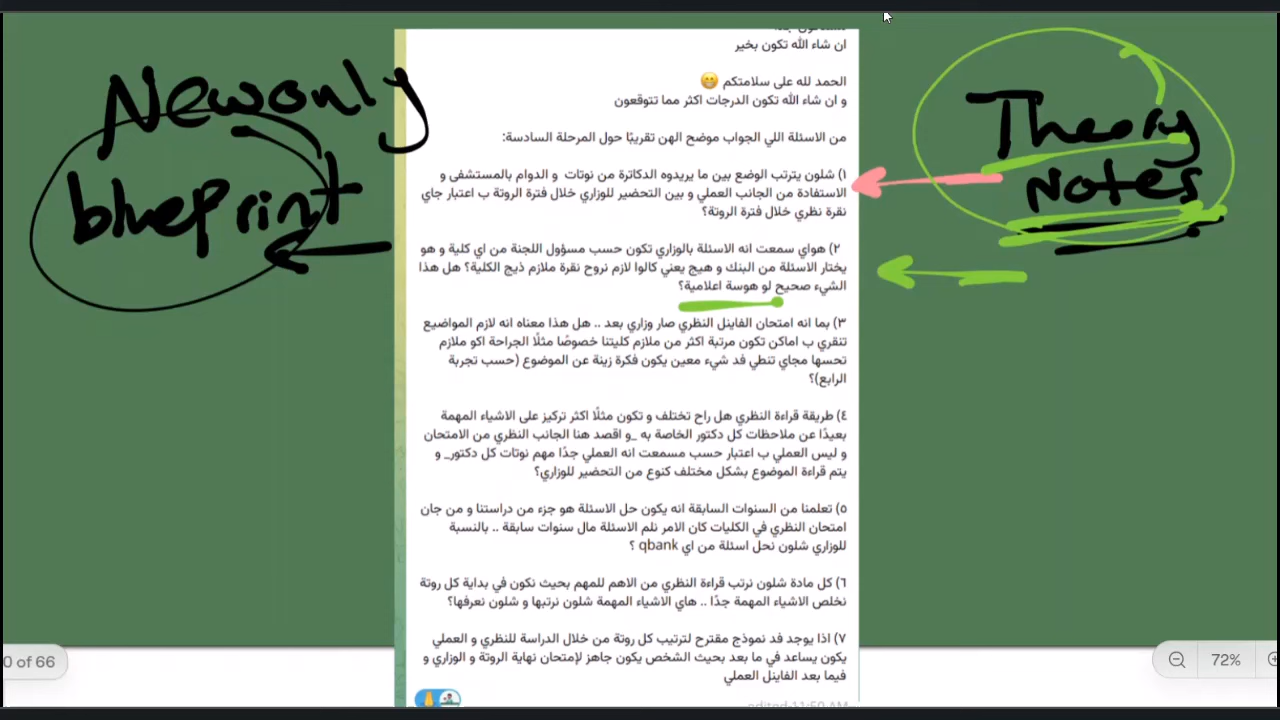 ان شاء الله تكون بخير
الحمد لله على سلامتكم 😁
و ان شاء الله تكون الدرجات اكثر مما تتوقعون
من الاسئلة اللي الجواب موضح الهن تقريبًا حول المرحلة السادسة:
١) شلون يترتب الوضع بين ما يريدوه الدكاترة من نوتات و الدوام بالمستشفى و
الاستفادة من الجانب العملي و بين التحضير للوزاري خلال فترة الروتة ب اعتبار جاي
نقرة نظري خلال فترة الروتة؟
٢) هواي سمعت انه الاسئلة بالوزاري تكون حسب مسؤول اللجنة من اي كلية و هو
يختار الاسئلة من البنك و هيج يعني كالوا لازم نروح نقرة ملازم ذيج الكلية؟ هل هذا
الشيء صحيح لو هوسة اعلامية؟
٣) بما انه امتحان الفاينل النظري صار وزاري بعد .. هل هذا معناه انه لازم المواضيع
تنقري ب اماكن تكون مرتبة اكثر من ملازم كليتنا خصوصًا مثلًا الجراحة اكو ملازم
تحسها مجاي تنطي فد شيء معين يكون فكرة زينة عن الموضوع (حسب تجربة
الرابع)؟
٤) طريقة قراءة النظري هل راح تختلف و تكون مثلًا اكثر تركيز على الاشياء المهمة
بعيدًا عن ملاحظات كل دكتور الخاصة به _و اقصد هنا الجانب النظري من الامتحان
و ليس العملي ب اعتبار حسب مسمعت انه العملي جدًا مهم نوتات كل دكتور_ و
يتم قراءة الموضوع بشكل مختلف كنوع من التحضير للوزاري؟
٥) تعلمنا من السنوات السابقة انه يكون حل الاسئلة هو جزء من دراستنا و من جان
امتحان النظري في الكليات كان الامر نلم الاسئلة مال سنوات سابقة .. بالنسبة
للوزاري شلون نحل اسئلة من اي qbank ؟
٦) كل مادة شلون نرتب قراءة النظري من الاهم للمهم بحيث نكون في بداية كل روتة
نخلص الاشياء المهمة جدًا .. هاي الاشياء المهمة شلون نرتبها و شلون نعرفها؟
٧) اذا يوجد فد نموذج مقترح لترتيب كل روتة من خلال الدراسة للنظري و العملي
يكون يساعد في ما بعد بحيث الشخص يكون جاهز لإمتحان نهاية الروتة و الوزاري و
فيما بعد الفاينل العملي
Theory
notes
New only
blueprint
0 of 66
72%